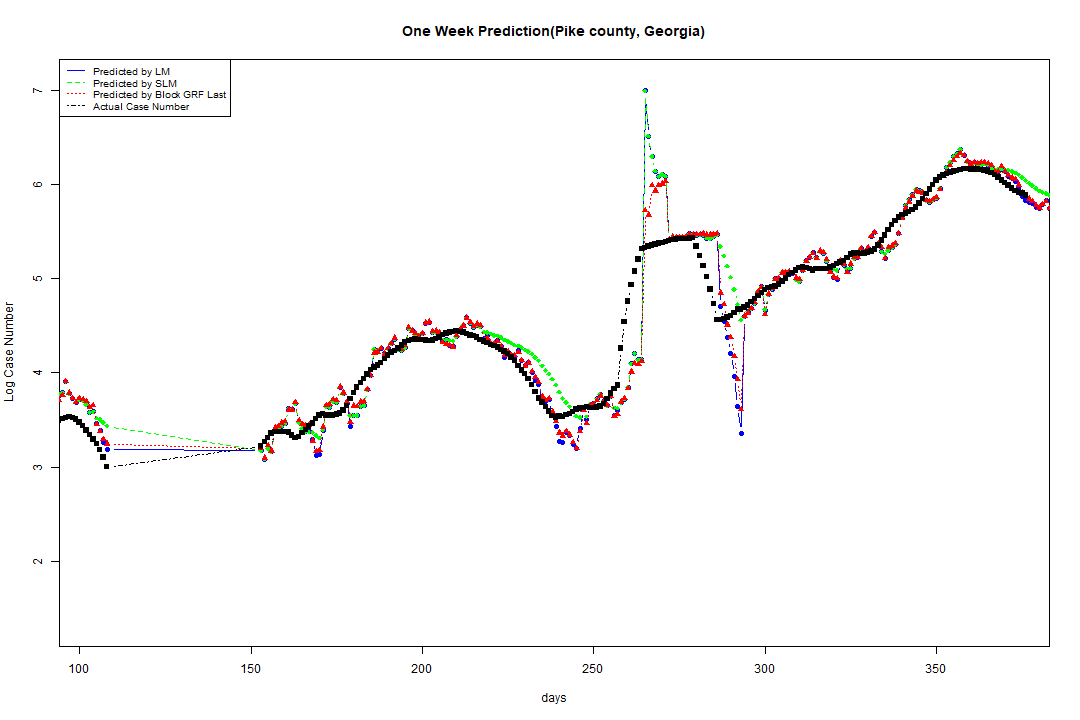 One Week Prediction(Pike county, Georgia)
Predicted by LM
Predicted by SLM
Predicted by Block GRF Last
Actual Case Number
7
6
5
4
3
2
Log Case Number
100 150 200 250 300 350
days